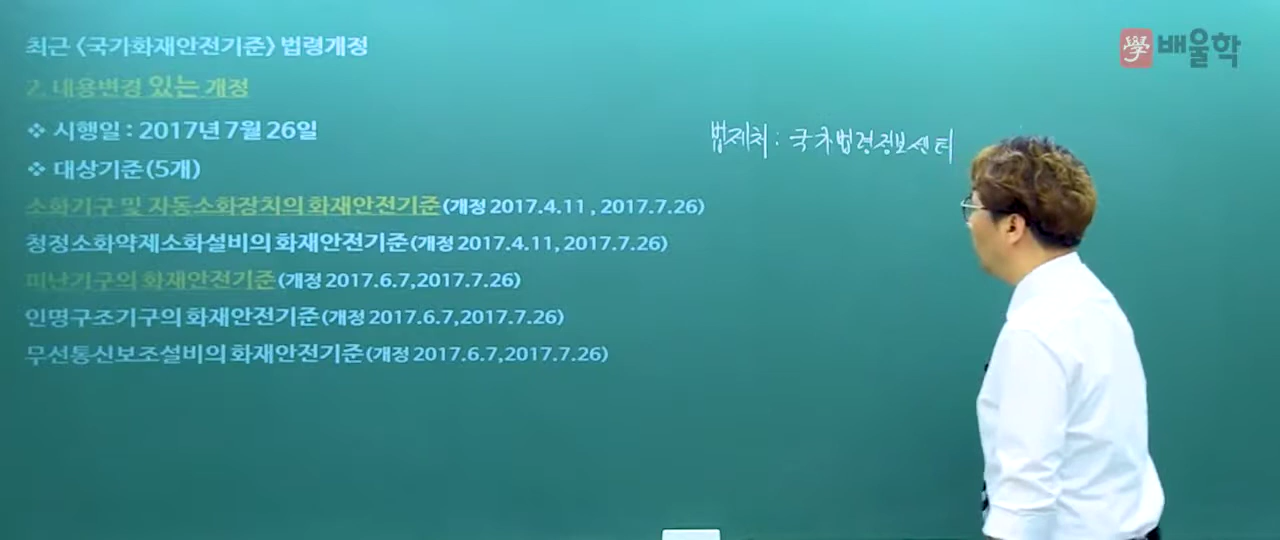 최근 <국가화재안전기준> 법령개정
2. 내용변경 있는 개정
❖ 시행일 : 2017년 7월 26일
❖ 대상기준(5개)
소화기구 및 자동소화장치의 화재안전기준(개정 2017.4.11 , 2017.7.26)
청정소화약제소화설비의 화재안전기준(개정 2017.4.11, 2017.7.26)
피난기구의 화재안전기준(개정 2017.6.7,2017.7.26)
인명구조기구의 화재안전기준(개정 2017.6.7,2017.7.26)
무선통신보조설비의 화재안전기준(개정 2017.6.7,2017.7.26)
법제처 : 국가법령정보센터
學 배울학